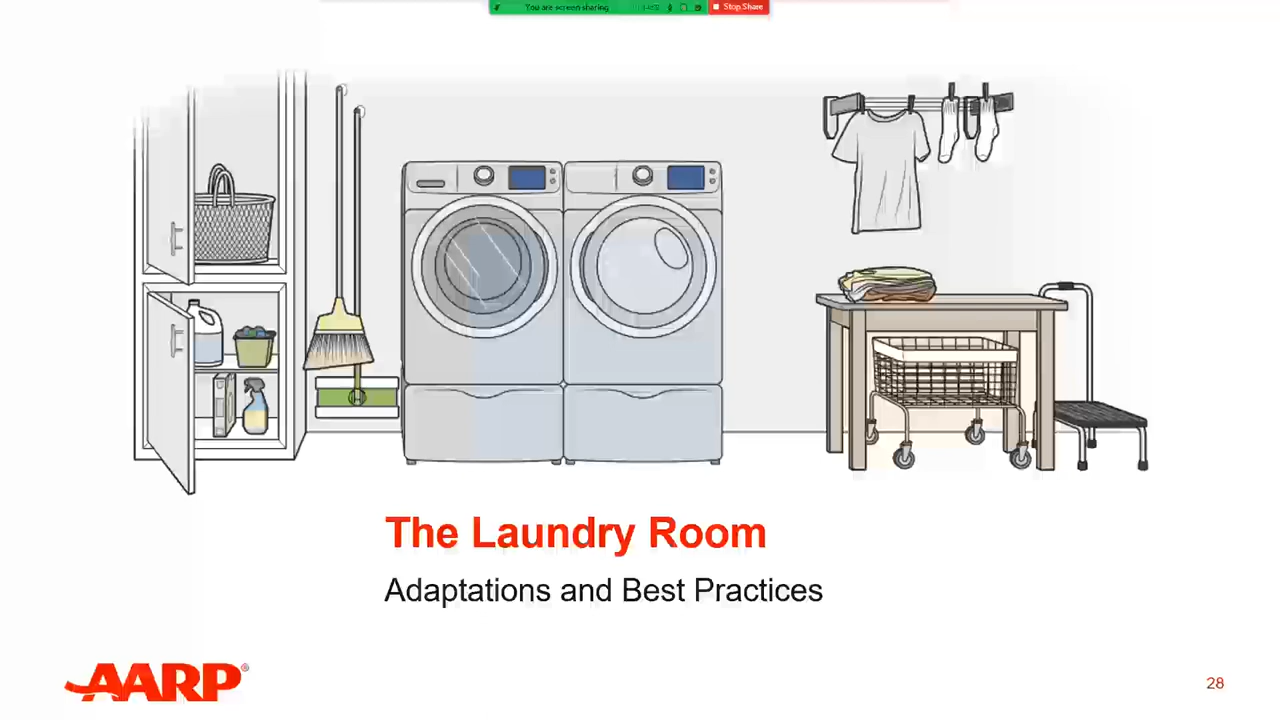 You are screen sharing
Stop Share
The Laundry Room
Adaptations and Best Practices
AARP®
28